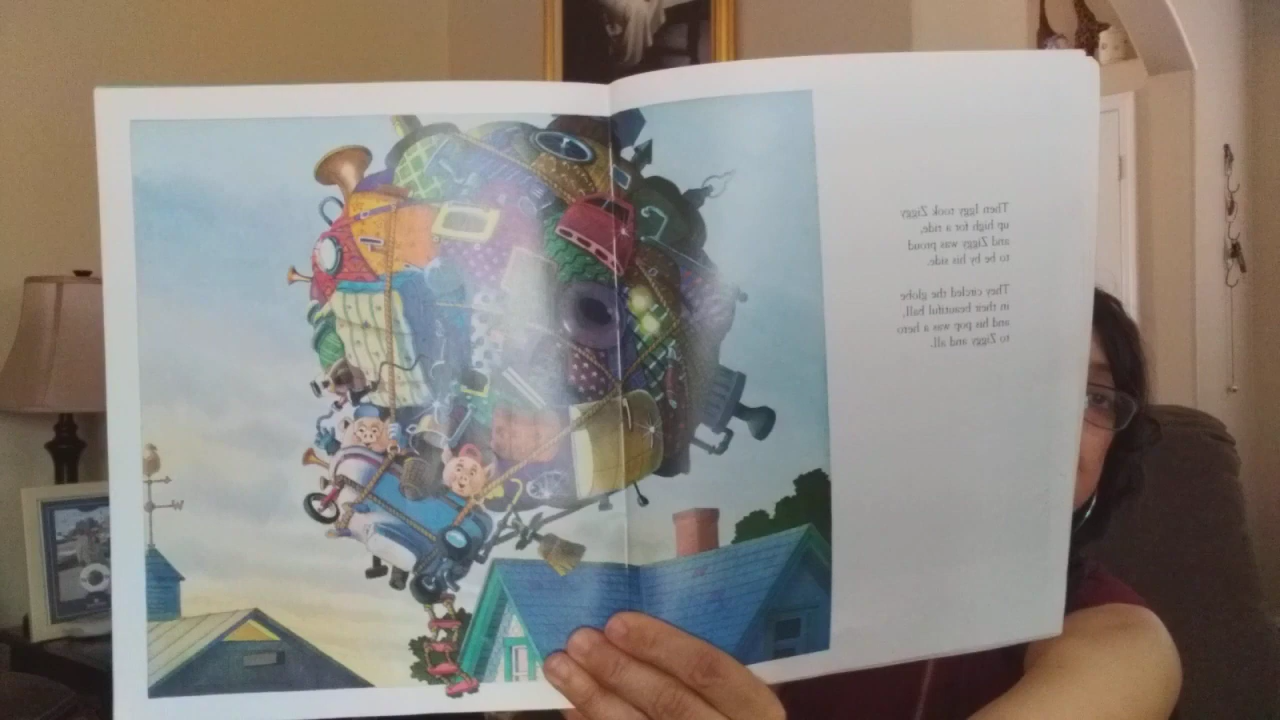 Then Iggy took Ziggy
up high for a ride,
and Ziggy was proud
to be by his side.
They circled the globe
in their beautiful ball,
and his pop was a hero
to Ziggy and all.
W